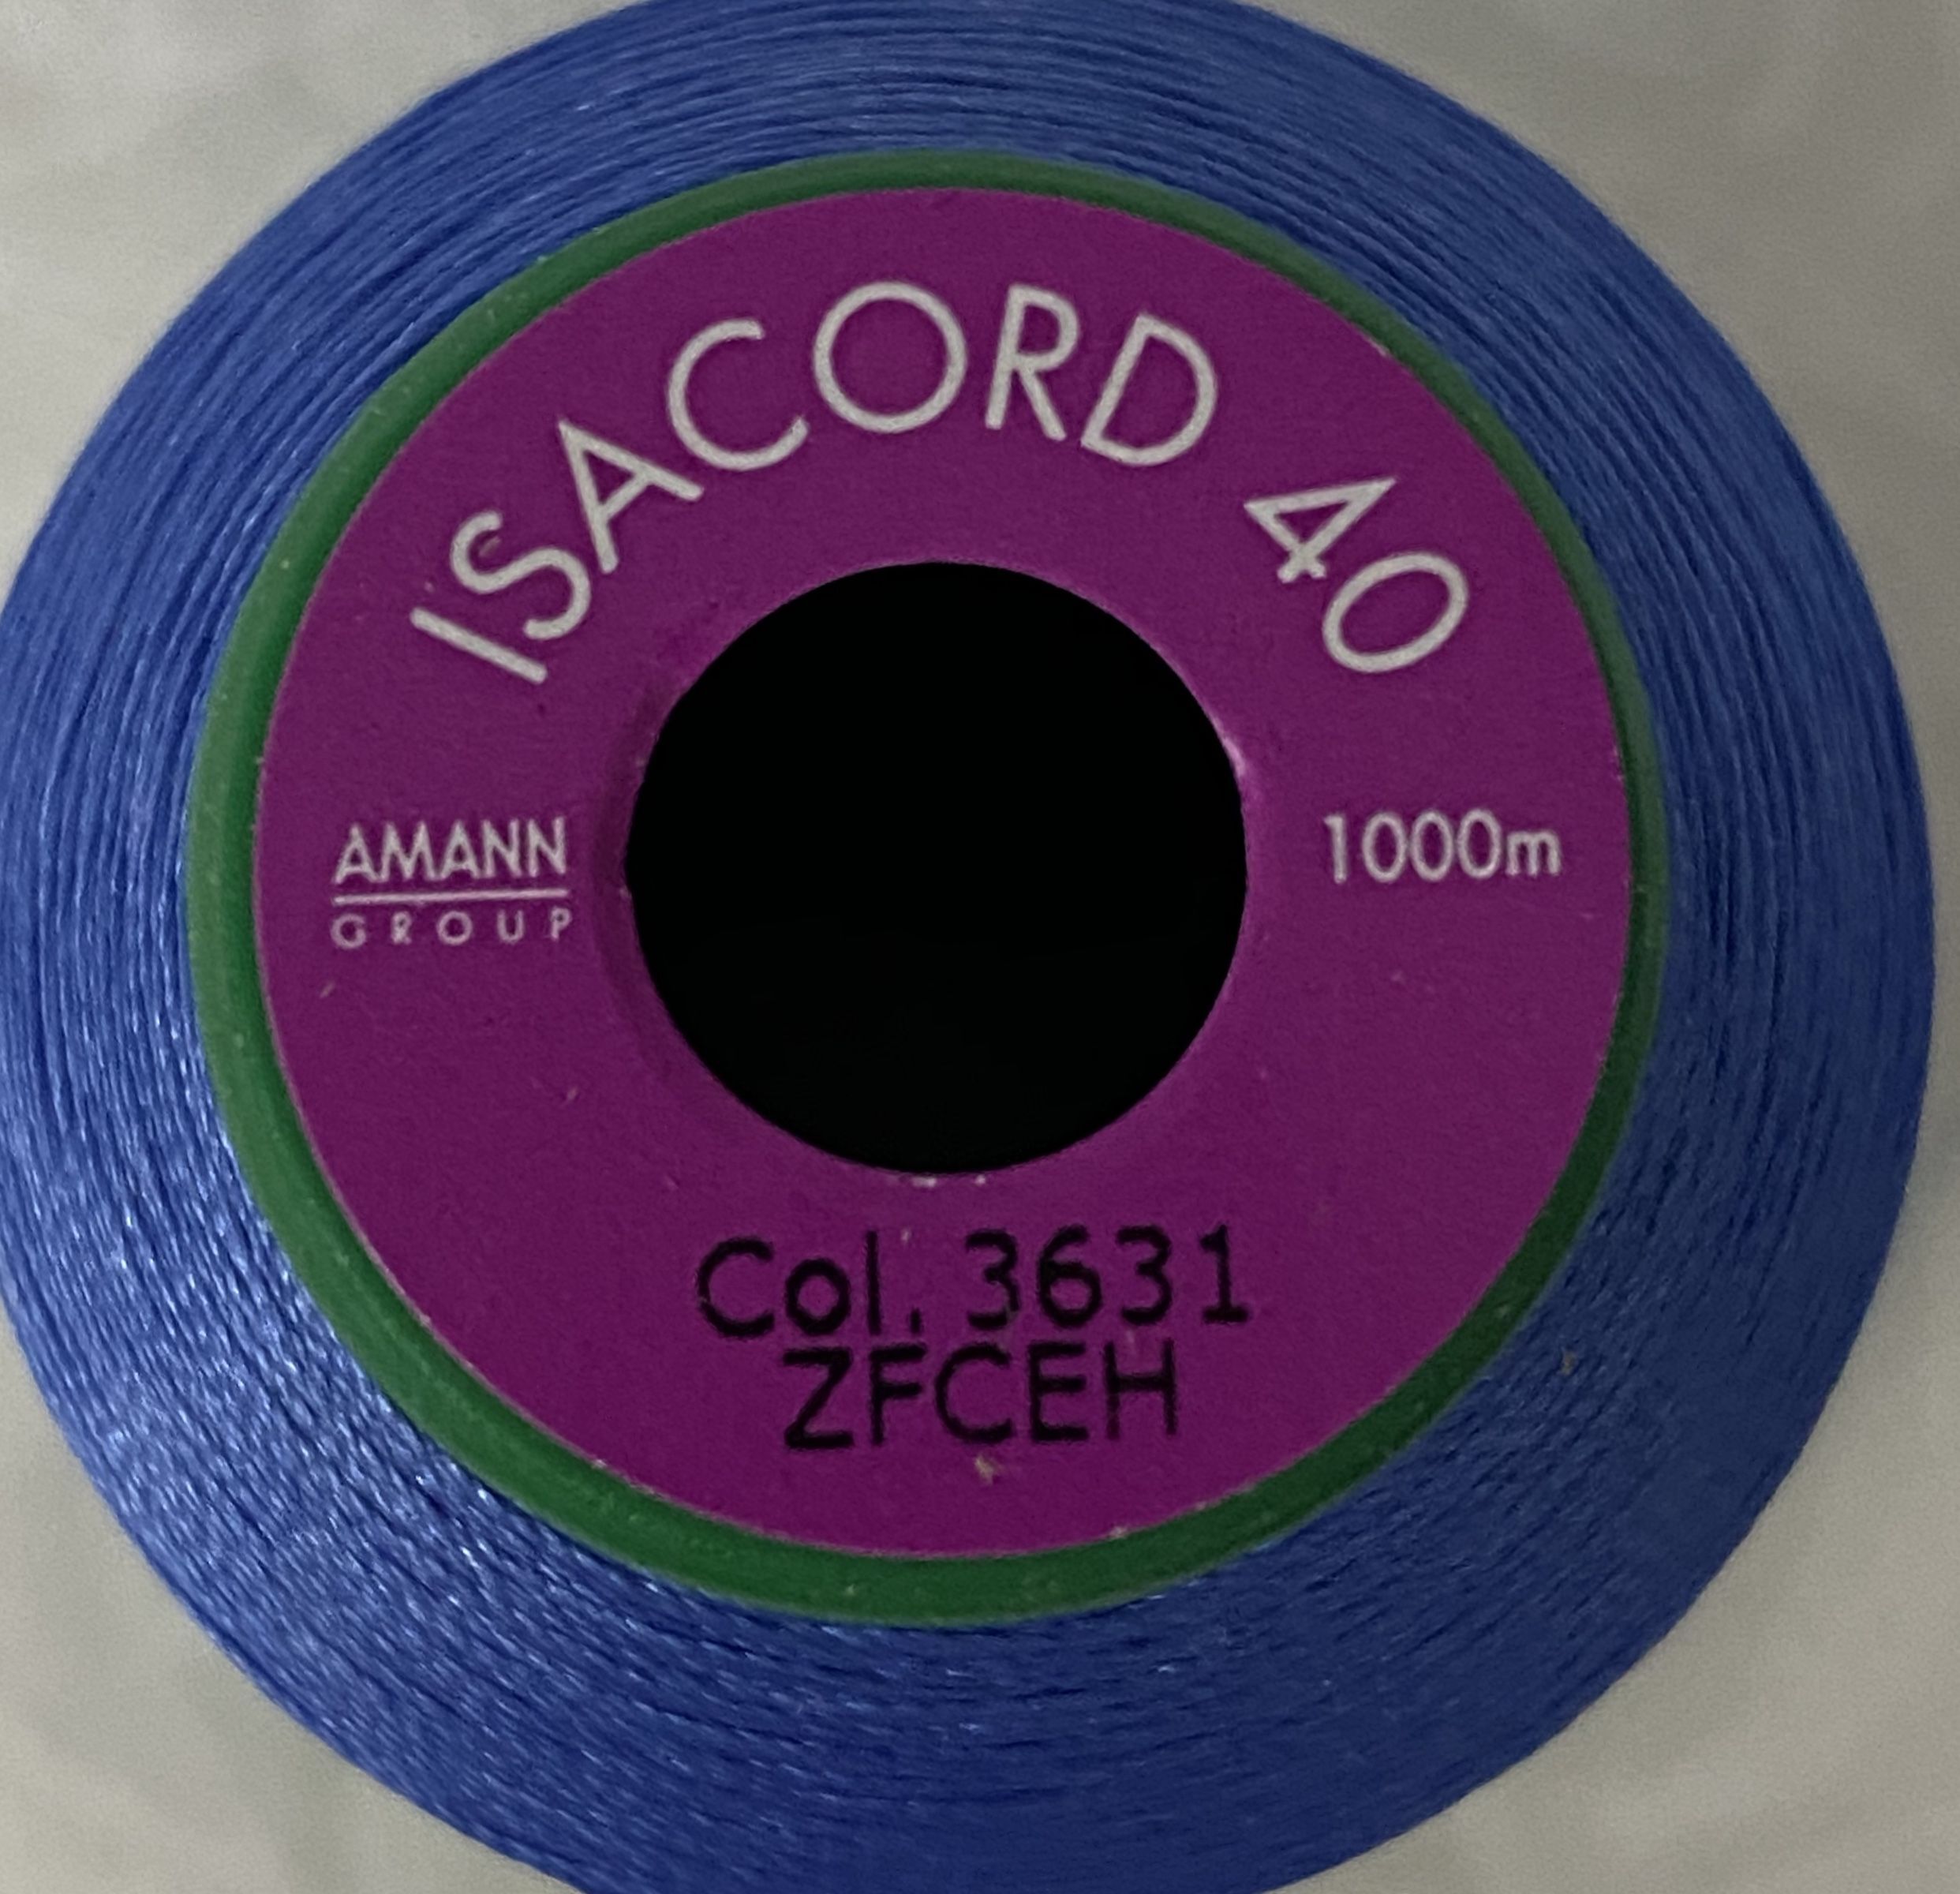 ISACORD 40
AMANN
GROUP
1000m
Col. 3631
ZFCEH